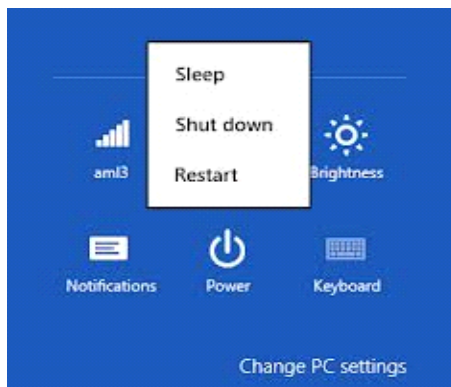 Sleep
Shut down
Restart
aml3
Brightness
Notifications
Power
Keyboard
Change PC settings